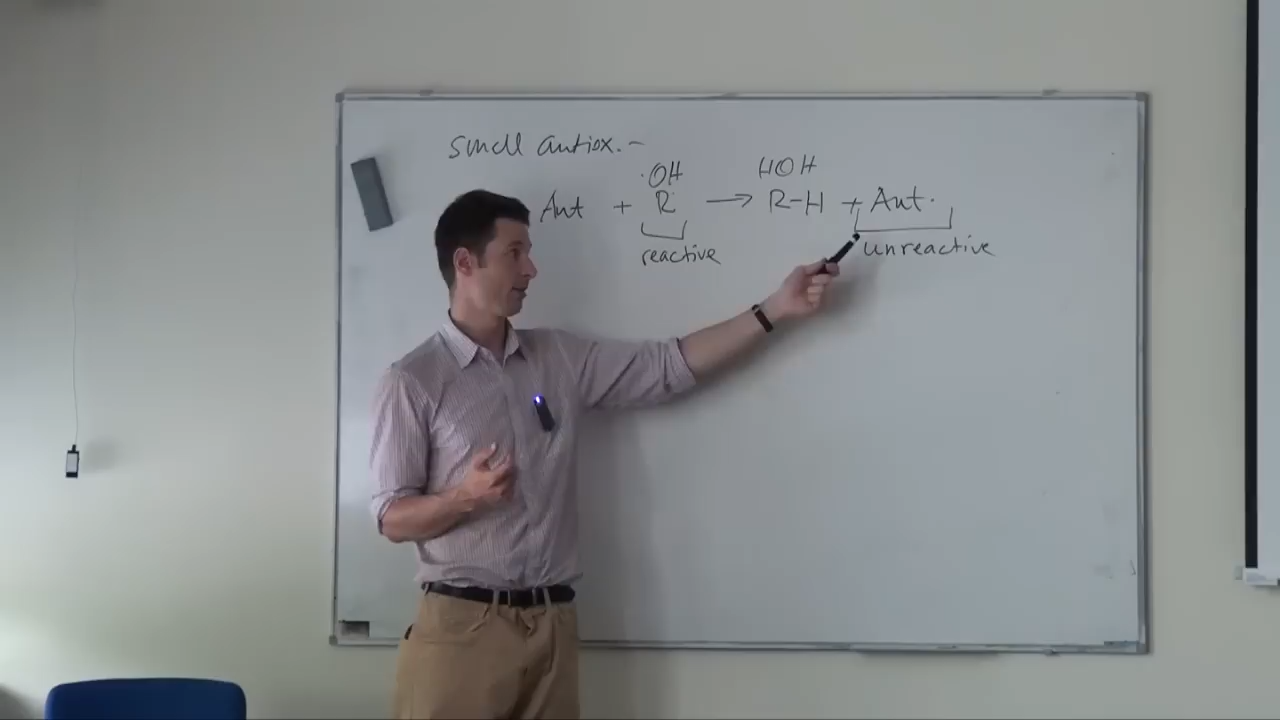 small antiox. -
·OH HOH
Ant + R· → R-H + Ant·
reactive unreactive